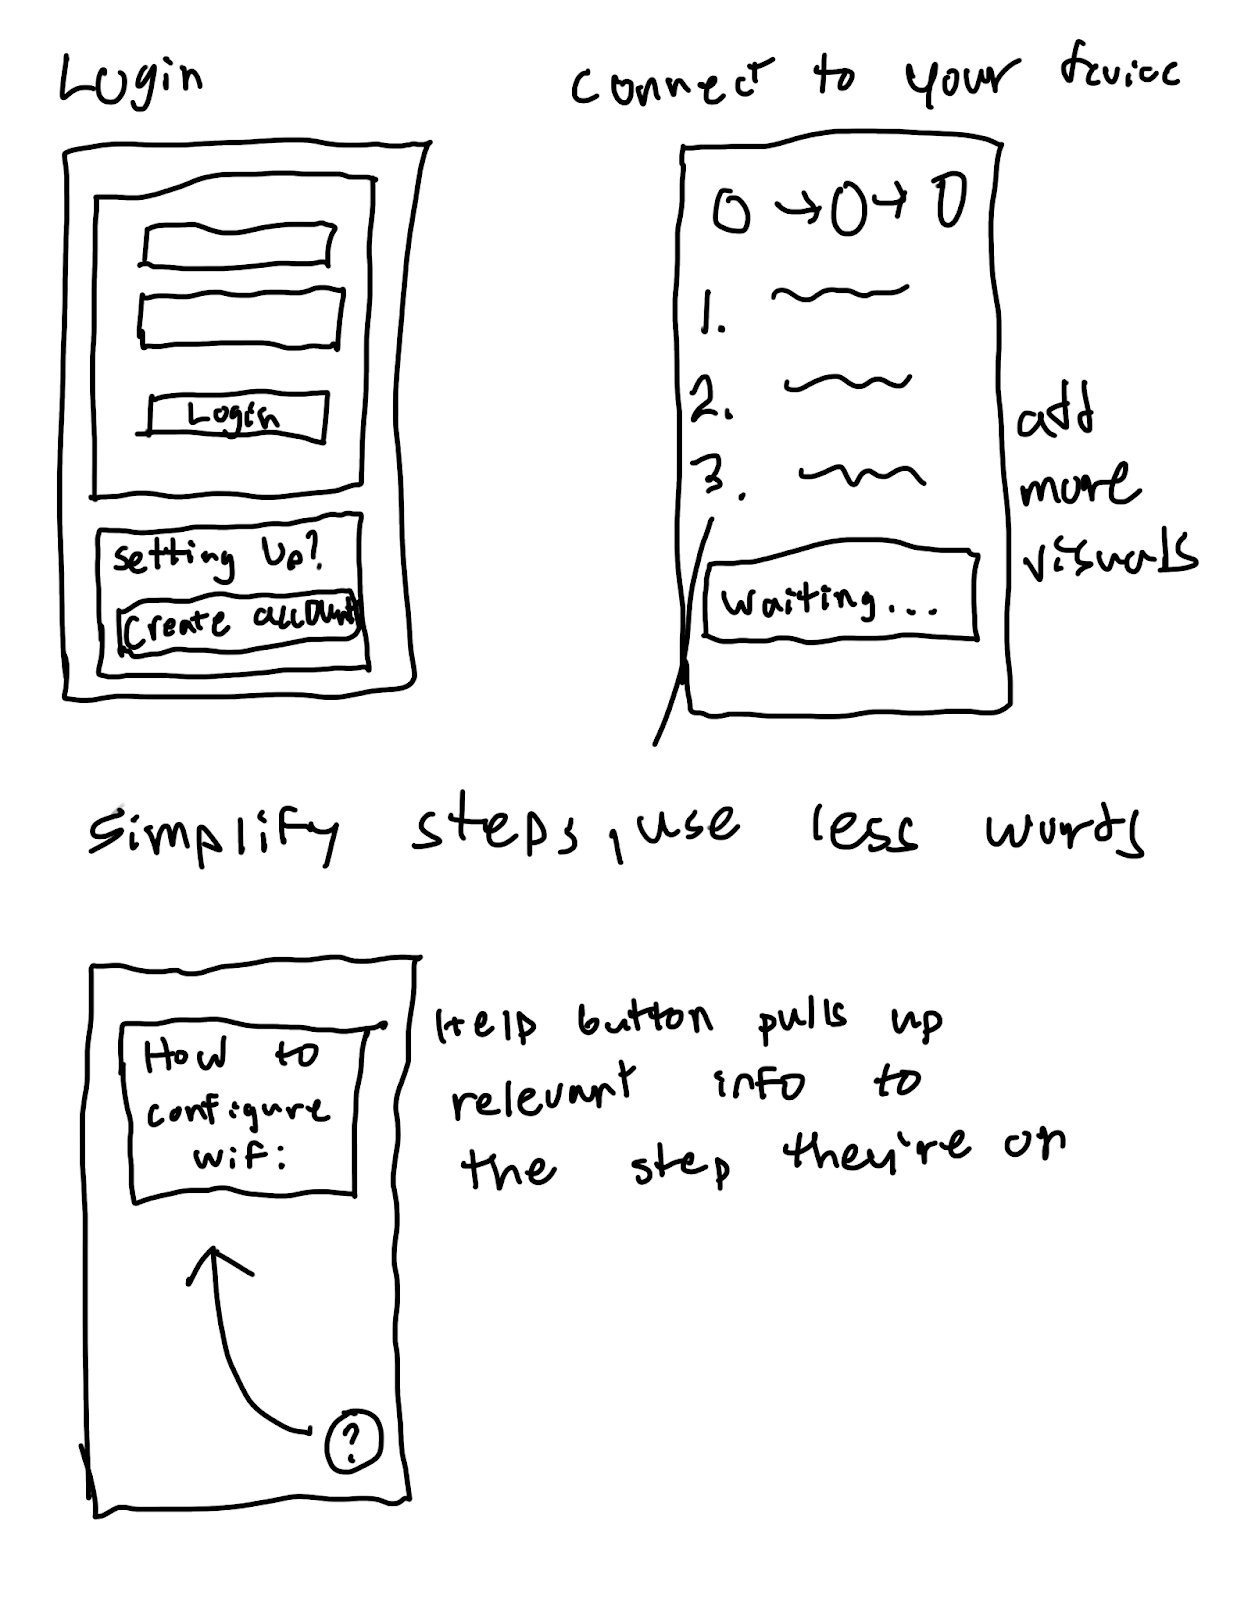 Login
Connect to your device
Login
Setting Up?
Create account
1.
2.
3.
Waiting...
add
more
visuals
Simplify steps, use less words
How to
configure
wifi
Help button pulls up
relevant info to
the step they're on
?